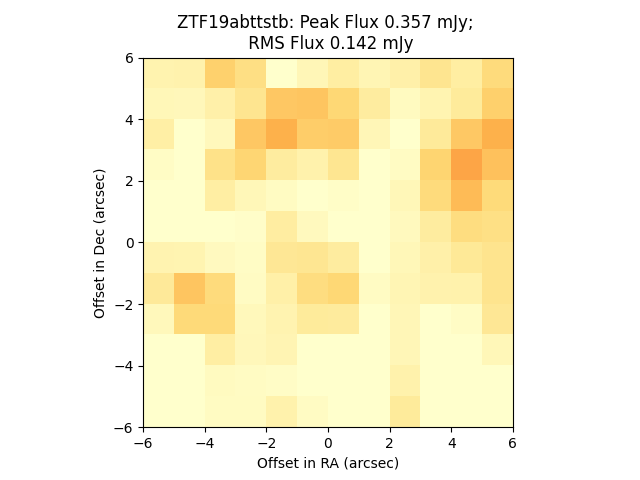 ZTF19abttstb: Peak Flux 0.357 mJy;
RMS Flux 0.142 mJy
6
4
2
0
−2
−4
−6
Offset in Dec (arcsec)
−6 −4 −2 0 2 4 6
Offset in RA (arcsec)